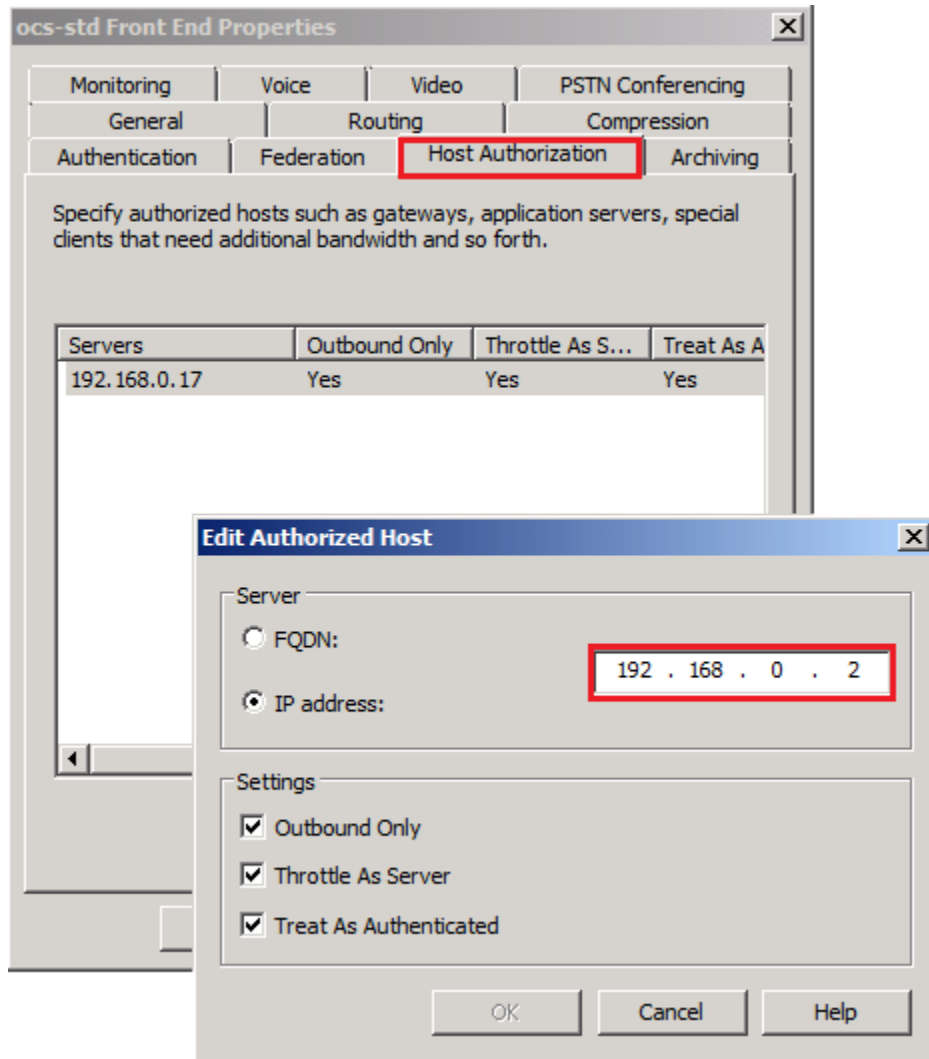 ocs-std Front End Properties
Monitoring Voice Video PSTN Conferencing
General Routing Compression
Authentication Federation Host Authorization Archiving
Specify authorized hosts such as gateways, application servers, special
clients that need additional bandwidth and so forth.
Servers Outbound Only Throttle As S... Treat As A
192.168.0.17 Yes Yes Yes
Edit Authorized Host
Server
FQDN:
192 . 168 . 0 . 2
IP address:
Settings
Outbound Only
Throttle As Server
Treat As Authenticated
OK Cancel Help